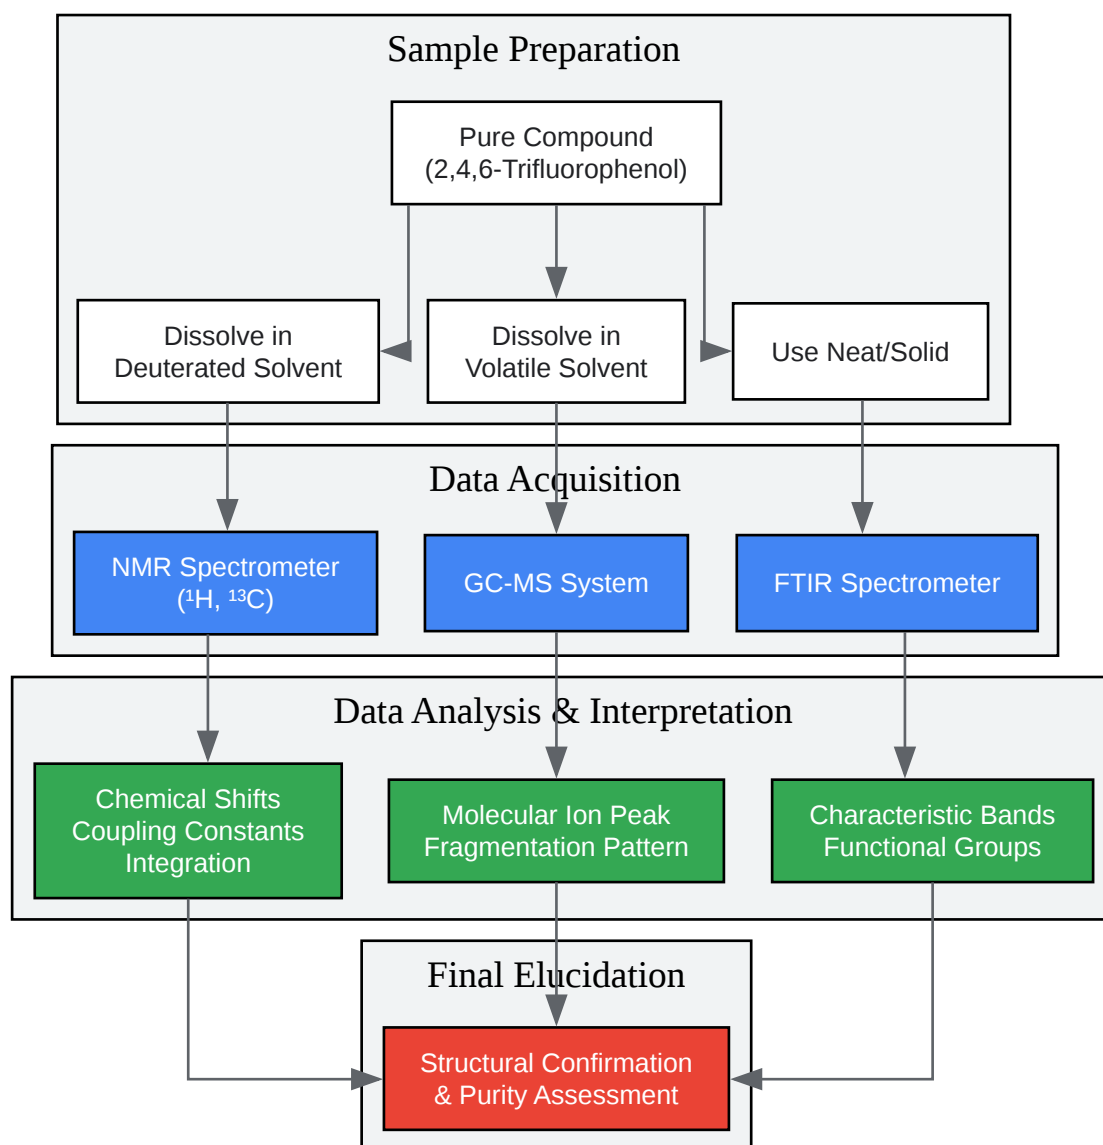 Sample Preparation
Pure Compound
(2,4,6-Trifluorophenol)
Dissolve in
Deuterated Solvent
Dissolve in
Volatile Solvent
Use Neat/Solid
Data Acquisition
NMR Spectrometer
(¹H, ¹³C)
GC-MS System
FTIR Spectrometer
Data Analysis & Interpretation
Chemical Shifts
Coupling Constants
Integration
Molecular Ion Peak
Fragmentation Pattern
Characteristic Bands
Functional Groups
Final Elucidation
Structural Confirmation
& Purity Assessment